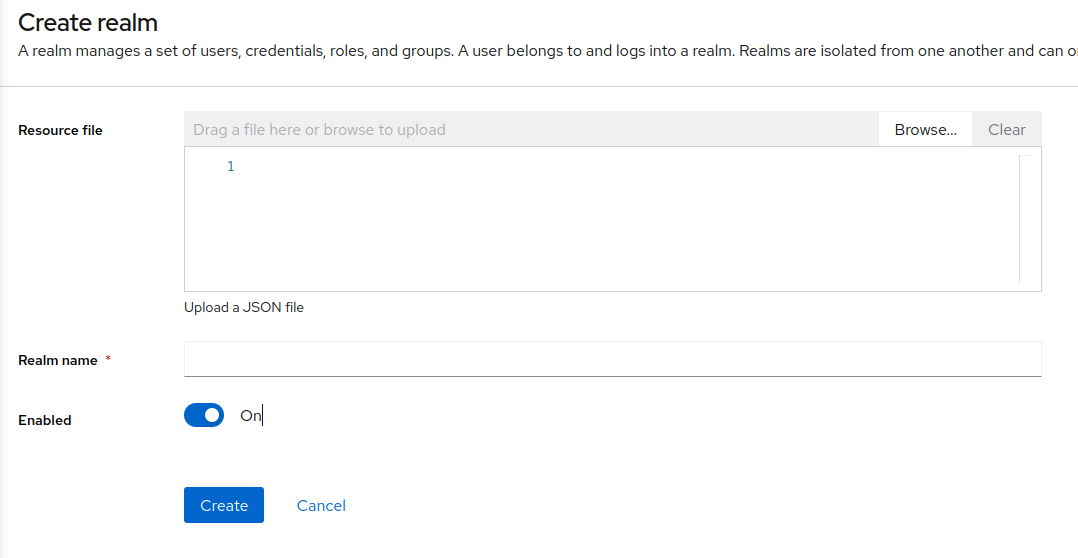 Create realm
A realm manages a set of users, credentials, roles, and groups. A user belongs to and logs into a realm. Realms are isolated from one another and can
Resource file
Drag a file here or browse to upload
Browse...
Clear
1
Upload a JSON file
Realm name *
Enabled
On
Create
Cancel